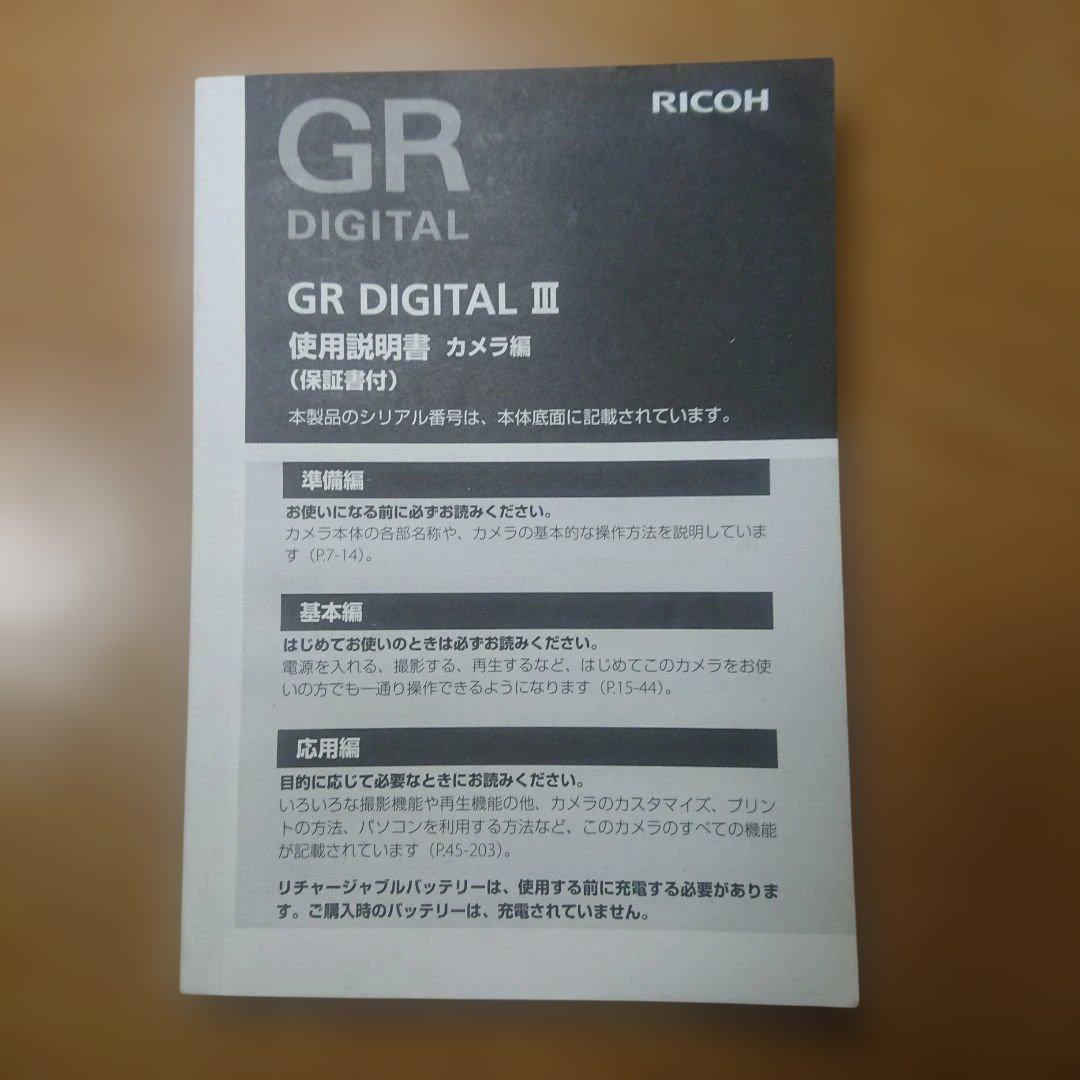 GR
RICOH
DIGITAL
GR DIGITAL Ⅲ
使用説明書 カメラ編
（保証書付）
本製品のシリアル番号は、本体底面に記載されています。
準備編
お使いになる前に必ずお読みください。
カメラ本体の各部名称や、カメラの基本的な操作方法を説明していま
す（P.7-14）。
基本編
はじめてお使いのときは必ずお読みください。
電源を入れる、撮影する、再生するなど、はじめてこのカメラをお使
いの方でも一通り操作できるようになります（P.15-44）。
応用編
目的に応じて必要なときにお読みください。
いろいろな撮影機能や再生機能の他、カメラのカスタマイズ、プリン
トの方法、パソコンを利用する方法など、このカメラのすべての機能
が記載されています（P.45-203）。
リチャージャブルバッテリーは、使用する前に充電する必要がありま
す。ご購入時のバッテリーは、充電されていません。